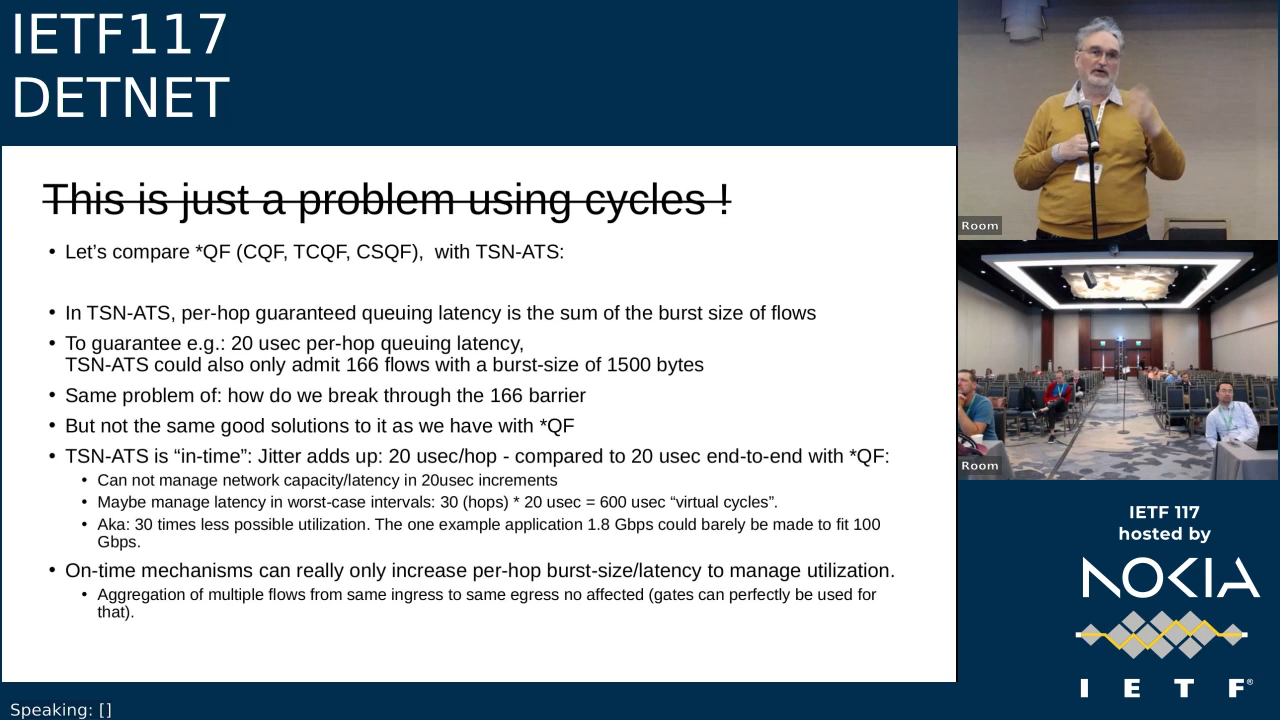 IETF117
DETNET
This is just a problem using cycles !
• Let’s compare *QF (CQF, TCQF, CSQF),  with TSN-ATS:
• In TSN-ATS, per-hop guaranteed queuing latency is the sum of the burst size of flows
• To guarantee e.g.: 20 usec per-hop queuing latency,
TSN-ATS could also only admit 166 flows with a burst-size of 1500 bytes
• Same problem of: how do we break through the 166 barrier
• But not the same good solutions to it as we have with *QF
• TSN-ATS is “in-time”: Jitter adds up: 20 usec/hop - compared to 20 usec end-to-end with *QF:
• Can not manage network capacity/latency in 20usec increments
• Maybe manage latency in worst-case intervals: 30 (hops) * 20 usec = 600 usec “virtual cycles”.
• Aka: 30 times less possible utilization. The one example application 1.8 Gbps could barely be made to fit 100
Gbps.
• On-time mechanisms can really only increase per-hop burst-size/latency to manage utilization.
• Aggregation of multiple flows from same ingress to same egress no affected (gates can perfectly be used for
that).
Speaking: []
Room
Room
IETF 117
hosted by
NOKIA
I E T F®